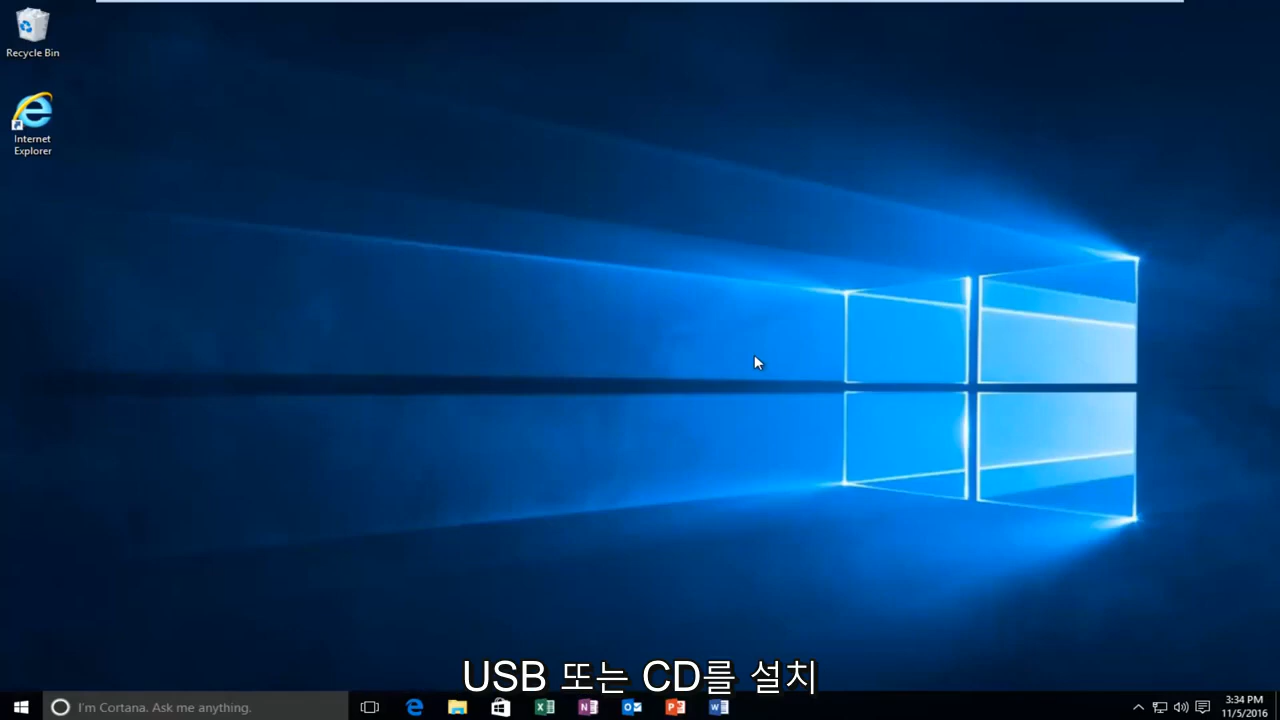 Recycle Bin
Internet
Explorer
USB 또는 CD를 설치
I'm Cortana. Ask me anything.
3:34 PM
11/5/2016